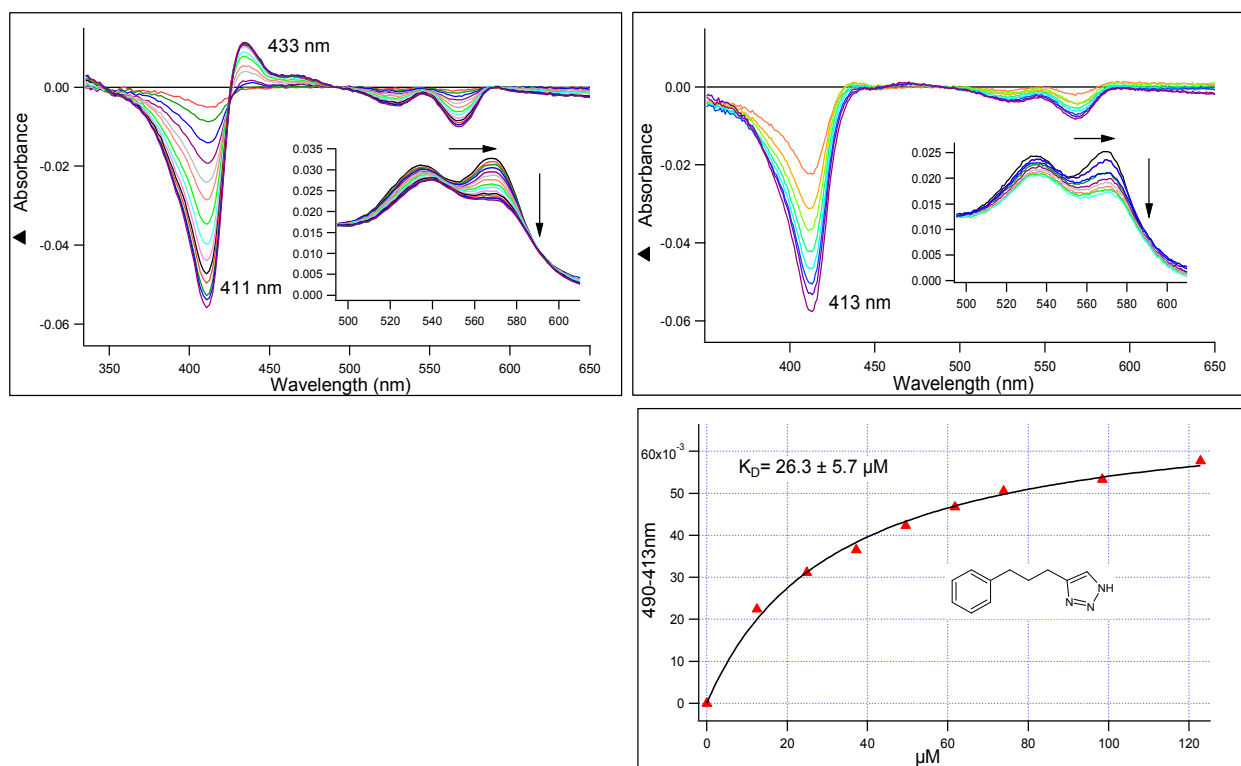 433 nm
0.00
-0.02
-0.04
-0.06
▲ Absorbance
411 nm
0.035
0.030
0.025
0.020
0.015
0.010
0.005
0.000
500 520 540 560 580 600
350 400 450 500 550 600 650
Wavelength (nm)
0.00
-0.02
-0.04
-0.06
▲ Absorbance
413 nm
0.025
0.020
0.015
0.010
0.005
0.000
500 520 540 560 580 600
400 450 500 550 600 650
Wavelength (nm)
60x10⁻³
50
40
30
20
10
0
490-413nm
K_D= 26.3 ± 5.7 µM
NH
N
N
0 20 40 60 80 100 120
µM